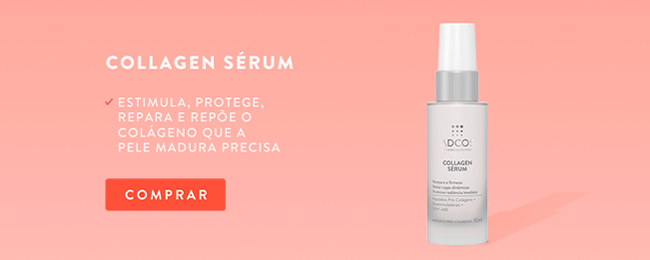 COLLAGEN SÉRUM
ESTIMULA, PROTEGE,
REPARA E REPÕE O
COLÁGENO QUE A
PELE MADURA PRECISA
COMPRAR
ADCOS
COLLAGEN
SÉRUM